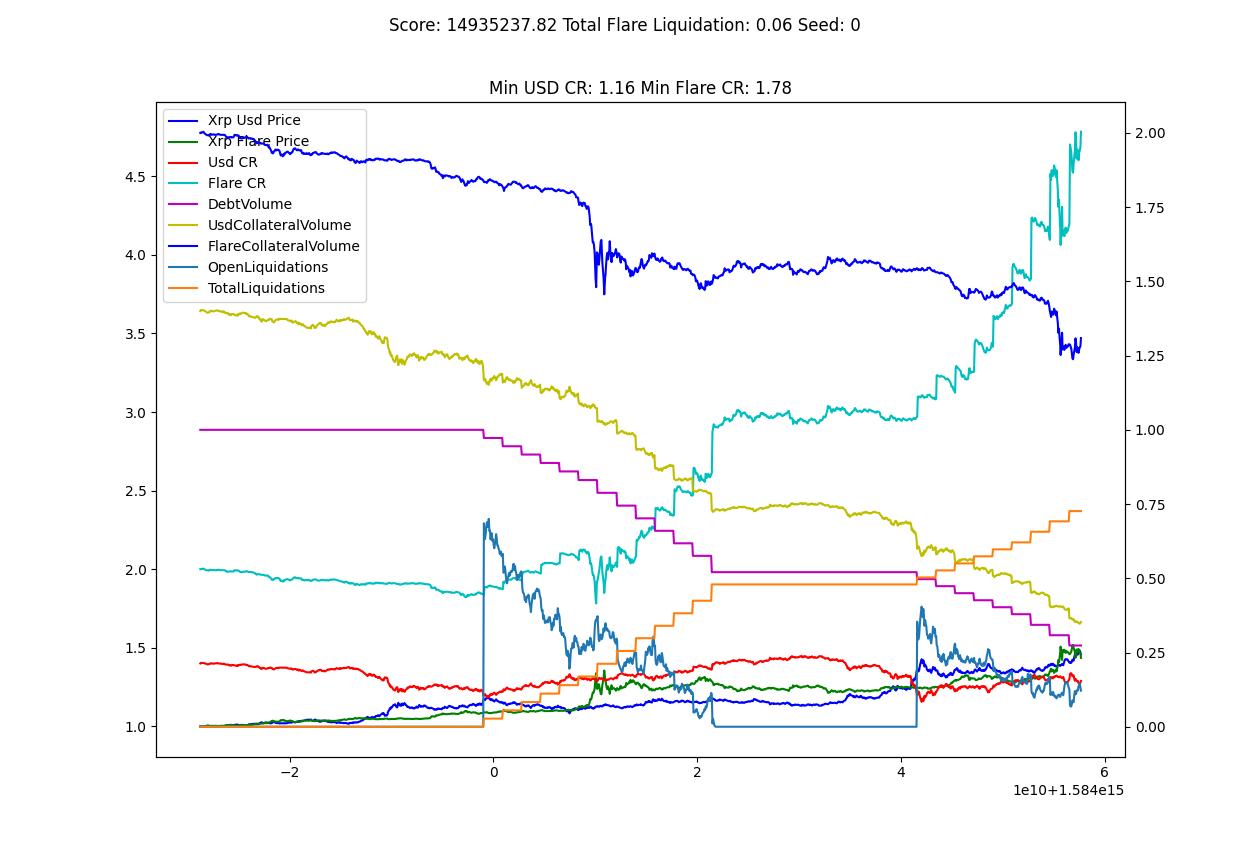 Score: 14935237.82 Total Flare Liquidation: 0.06 Seed: 0
Min USD CR: 1.16 Min Flare CR: 1.78
Xrp Usd Price
Xrp Flare Price
Usd CR
Flare CR
DebtVolume
UsdCollateralVolume
FlareCollateralVolume
OpenLiquidations
TotalLiquidations
4.5
4.0
3.5
3.0
2.5
2.0
1.5
1.0
2.00
1.75
1.50
1.25
1.00
0.75
0.50
0.25
0.00
−2 0 2 4 6
1e10+1.584e15